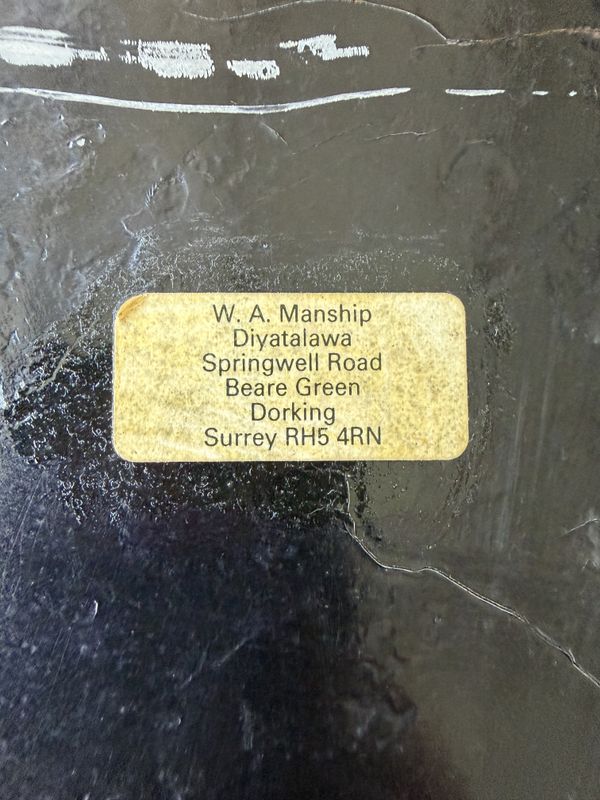 W. A. Manship
Diyatalawa
Springwell Road
Beare Green
Dorking
Surrey RH5 4RN